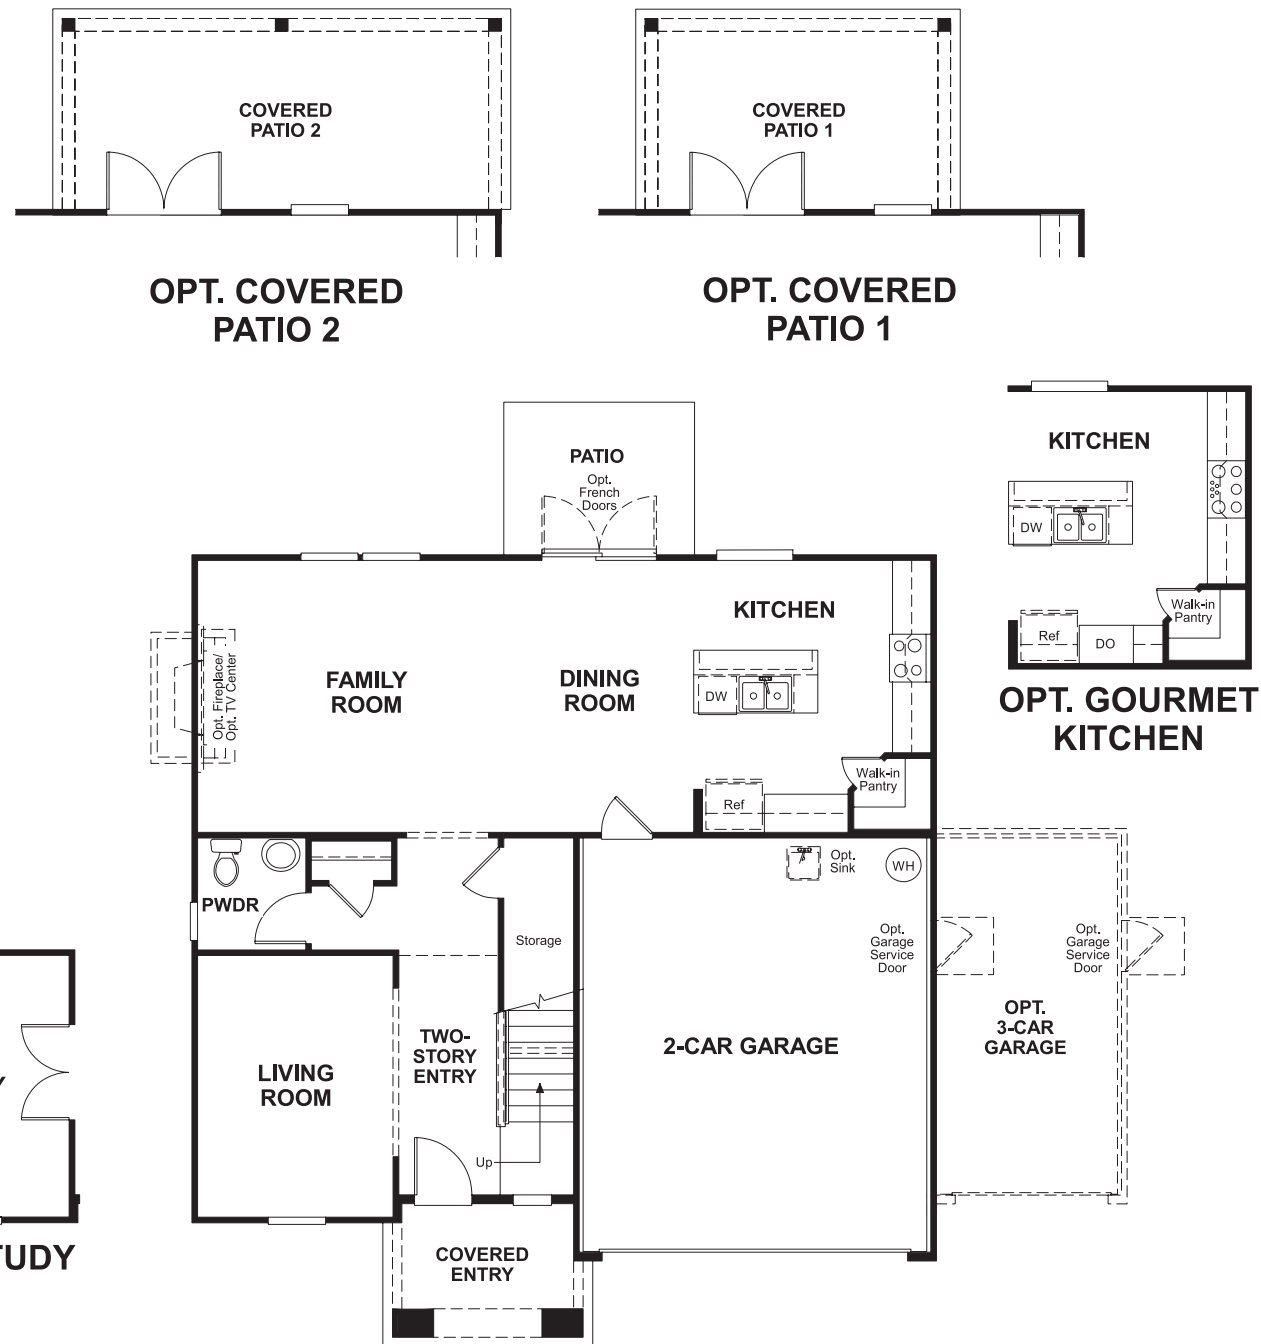 COVERED
PATIO 2
COVERED
PATIO 1
OPT. COVERED
PATIO 2
OPT. COVERED
PATIO 1
KITCHEN
DW
Walk-in
Pantry
Ref
DO
OPT. GOURMET
KITCHEN
PATIO
Opt.
French
Doors
KITCHEN
FAMILY
ROOM
DINING
ROOM
Opt. Fireplace/
Opt. TV Center
DW
Walk-in
Pantry
Ref
Opt.
Sink
WH
PWDR
Storage
Opt.
Garage
Service
Door
Opt.
Garage
Service
Door
OPT.
3-CAR
GARAGE
TWO-
STORY
ENTRY
2-CAR GARAGE
LIVING
ROOM
Up
COVERED
ENTRY
TUDY